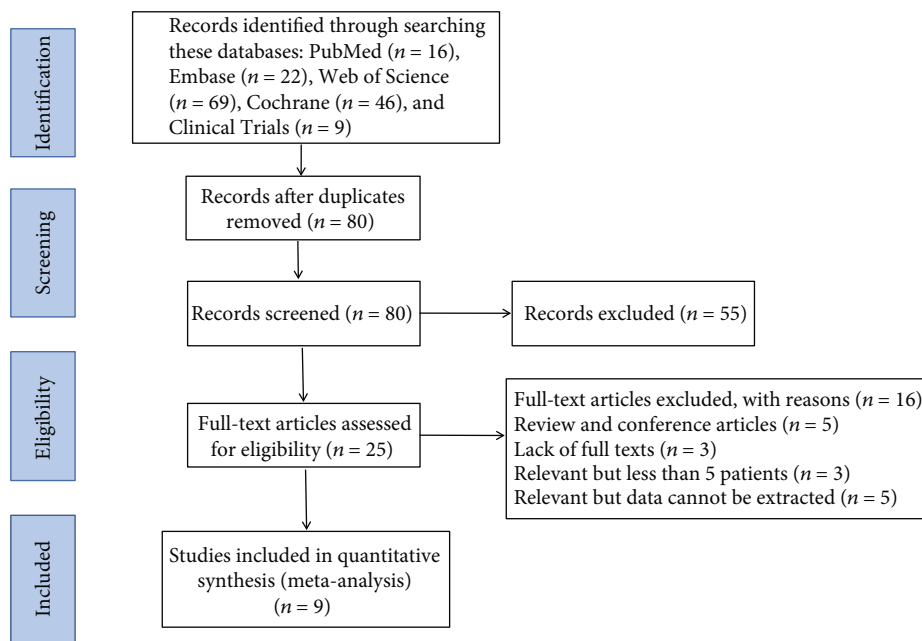 Identification
Records identified through searching
these databases: PubMed (n = 16),
Embase (n = 22), Web of Science
(n = 69), Cochrane (n = 46), and
Clinical Trials (n = 9)
Screening
Records after duplicates
removed (n = 80)
Records screened (n = 80)
Records excluded (n = 55)
Eligibility
Full-text articles assessed
for eligibility (n = 25)
Full-text articles excluded, with reasons (n = 16)
Review and conference articles (n = 5)
Lack of full texts (n = 3)
Relevant but less than 5 patients (n = 3)
Relevant but data cannot be extracted (n = 5)
Included
Studies included in quantitative
synthesis (meta-analysis)
(n = 9)